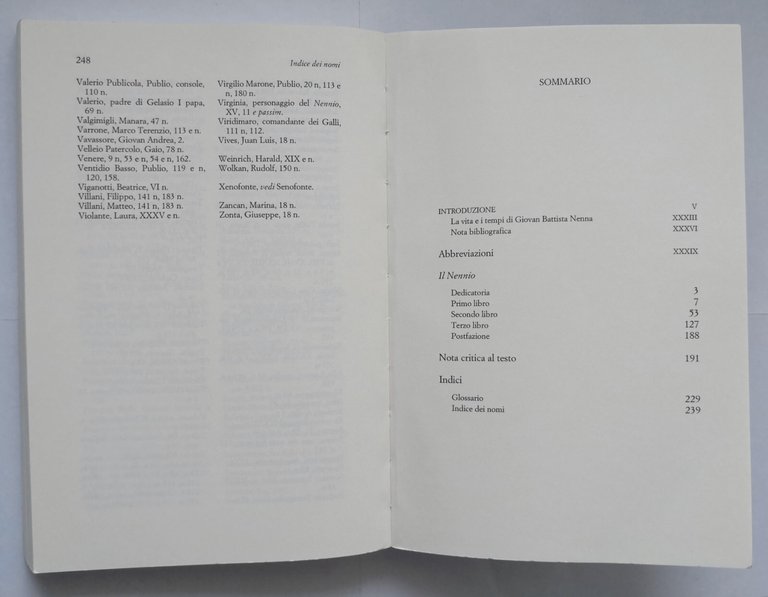 248
Indice dei nomi
Valerio Publicola, Publio, console,
110 n.
Valerio, padre di Gelasio I papa,
69 n.
Valgimigli, Manara, 47 n.
Varrone, Marco Terenzio, 113 e n.
Vavassore, Giovan Andrea, 2.
Velleio Patercolo, Gaio, 78 n.
Venere, 9 n, 53 e n, 54 e n, 162.
Ventidio Basso, Publio, 119 e n,
120, 158.
Viganotti, Beatrice, VI n.
Villani, Filippo, 141 n, 183 n.
Villani, Matteo, 141 n, 183 n.
Violante, Laura, XXXV e n.
Virgilio Marone, Publio, 20 n, 113 e
n, 180 n.
Virginia, personaggio del Nennio,
XV, 11 e passim.
Viridimaro, comandante dei Galli,
111 n, 112.
Vives, Juan Luis, 18 n.
Weinrich, Harald, XIX e n.
Wolkan, Rudolf, 150 n.
Xenofonte, vedi Senofonte.
Zancan, Marina, 18 n.
Zonta, Giuseppe, 18 n.
SOMMARIO
INTRODUZIONE V
La vita e i tempi di Giovan Battista Nenna XXXIII
Nota bibliografica XXXVI
Abbreviazioni XXXIX
Il Nennio
Dedicatoria 3
Primo libro 7
Secondo libro 53
Terzo libro 127
Postfazione 188
Nota critica al testo 191
Indici
Glossario 229
Indice dei nomi 239